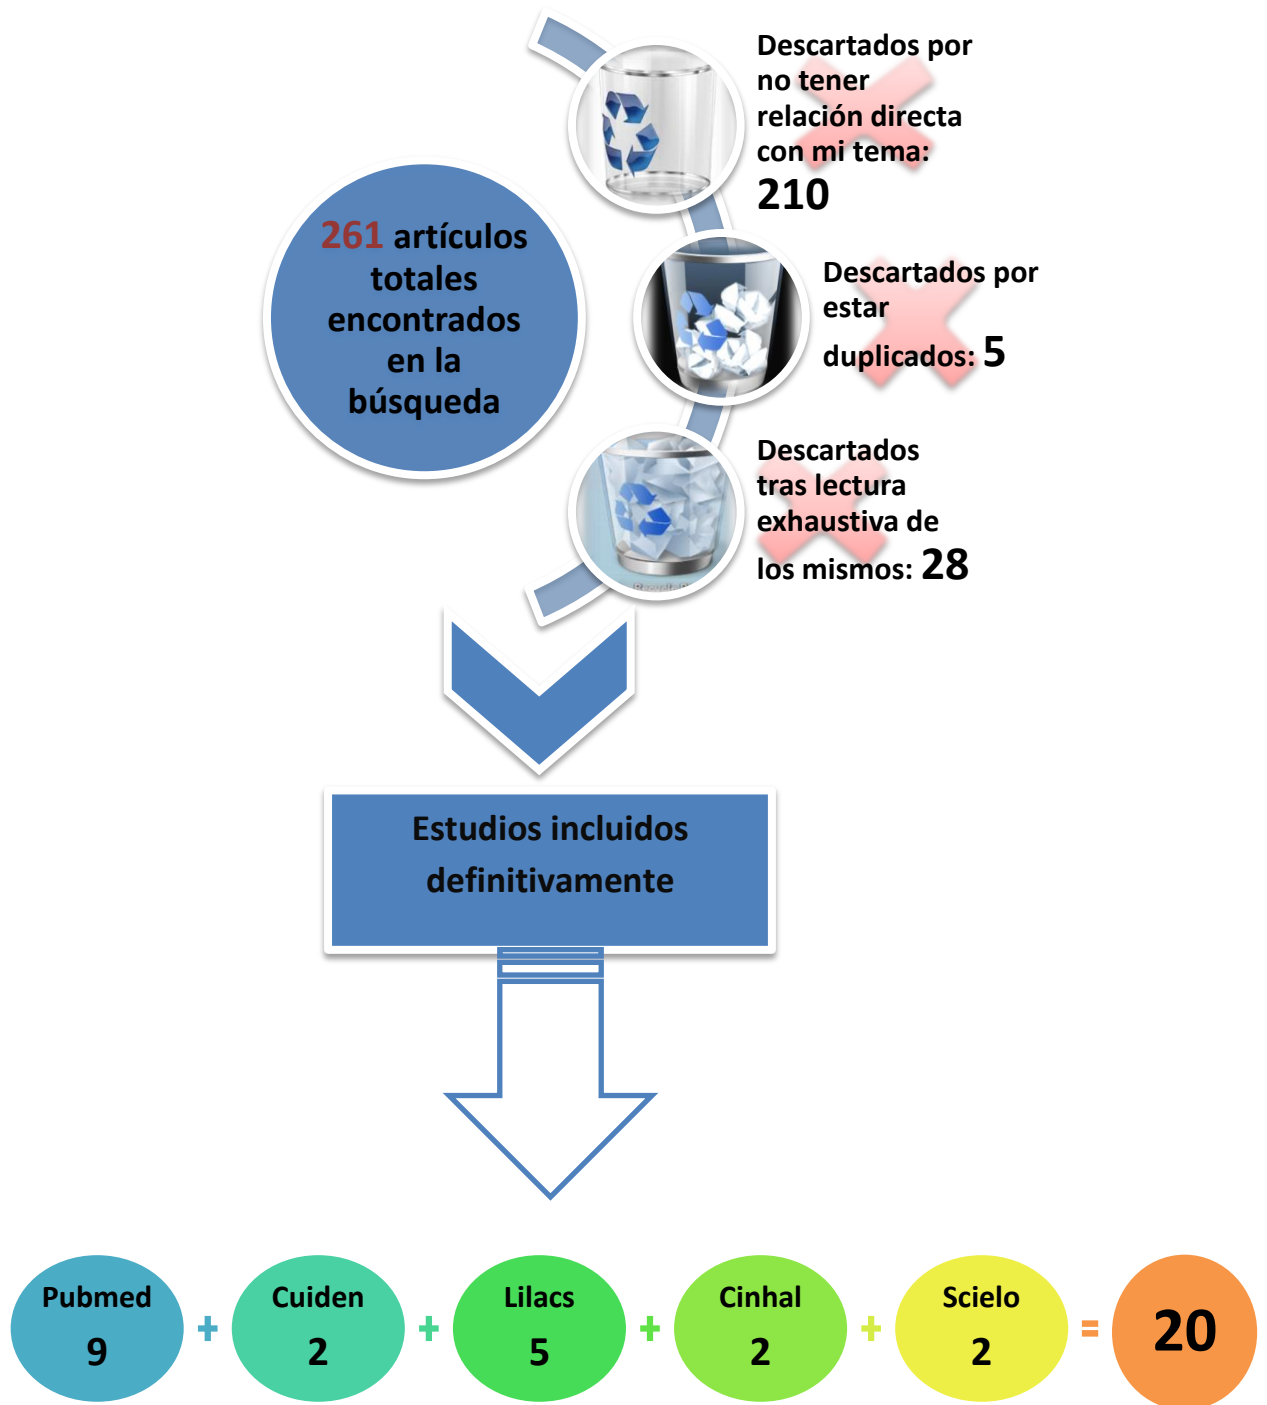 261 artículos
totales
encontrados
en la
búsqueda
Descartados por
no tener
relación directa
con mi tema:
210
Descartados por
estar
duplicados: 5
Descartados
tras lectura
exhaustiva de
los mismos: 28
Estudios incluidos
definitivamente
Pubmed
9
+
Cuiden
2
+
Lilacs
5
+
Cinhal
2
+
Scielo
2
=
20